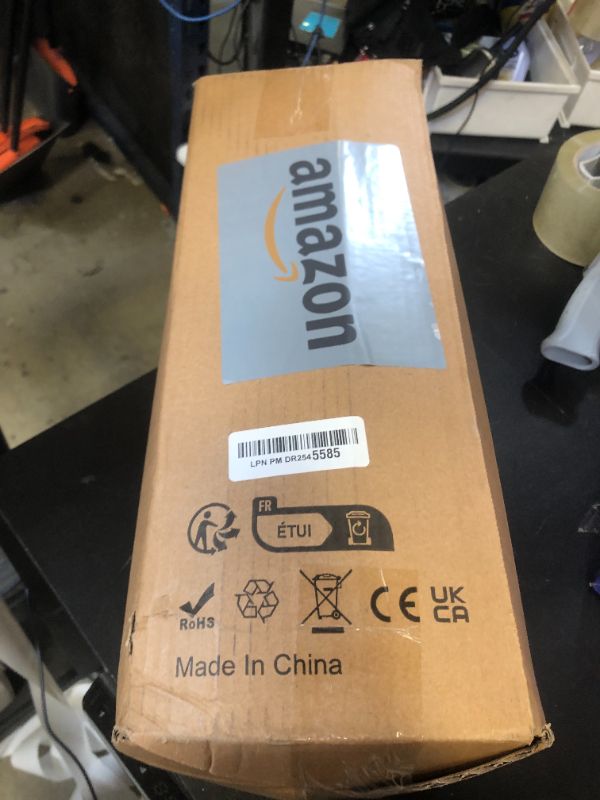 amazon
LPN PM DR2545585
FR
ÉTUI
RoHS
CE
UK
CA
Made In China